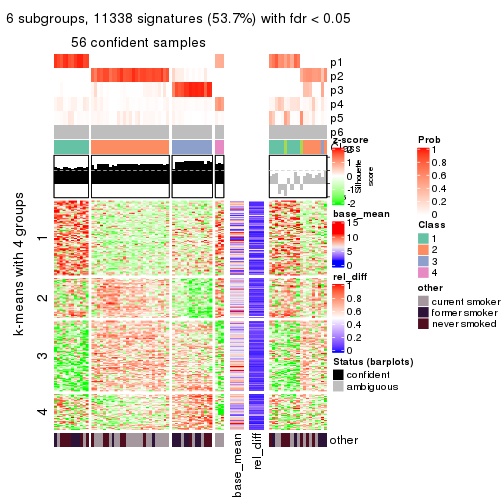 6 subgroups, 11338 signatures (53.7%) with fdr < 0.05
56 confident samples
p1
p2
p3
p4
p5
p6
Class
Silhouette
score
k-means with 4 groups
1
2
3
4
base_mean
rel_diff
other
z-score
2
-2
base_mean
15
10
5
0
rel_diff
1
0.8
0.6
0.4
0.2
0
Status (barplots)
confident
ambiguous
Prob
1
0.8
0.6
0.4
0.2
0
Class
1
2
3
4
other
current smoker
former smoker
never smoked